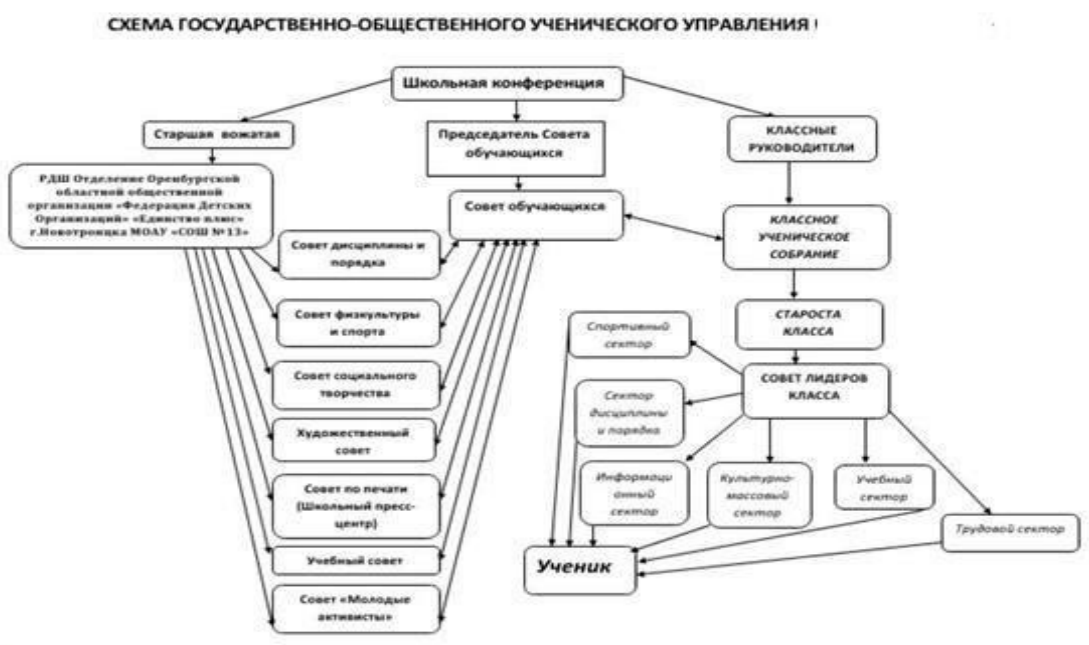 СХЕМА ГОСУДАРСТВЕННО-ОБЩЕСТВЕННОГО УЧЕНИЧЕСКОГО УПРАВЛЕНИЯ
Школьная конференция
Старшая вожатая
Председатель Совета
обучающихся
КЛАССНЫЕ
РУКОВОДИТЕЛИ
РДШ Отделение Оренбургской
областной общественной
организации «Федерация Детских
Организаций» «Единство плюс»
г.Новотроицка МОАУ «СОШ №13»
Совет обучающихся
КЛАССНОЕ
УЧЕНИЧЕСКОЕ
СОБРАНИЕ
Совет дисциплины и
порядка
Совет физкультуры
и спорта
Совет социального
творчества
Художественный
совет
Совет по печати
(Школьный пресс-
центр)
Учебный совет
Совет «Молодые
активисты»
СТАРОСТА
КЛАССА
СОВЕТ ЛИДЕРОВ
КЛАССА
Спортивный
сектор
Сектор
дисциплины
и порядка
Информаци
онный
сектор
Культурно-
массовый
сектор
Учебный
сектор
Трудовой сектор
Ученик